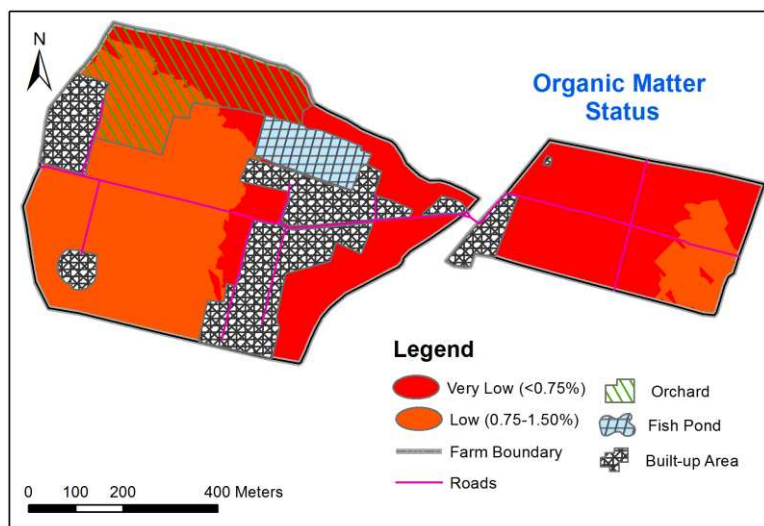 N
Organic Matter
Status
Legend
Very Low (<0.75%)
Low (0.75-1.50%)
Farm Boundary
Roads
Orchard
Fish Pond
Built-up Area
0 100 200 400 Meters